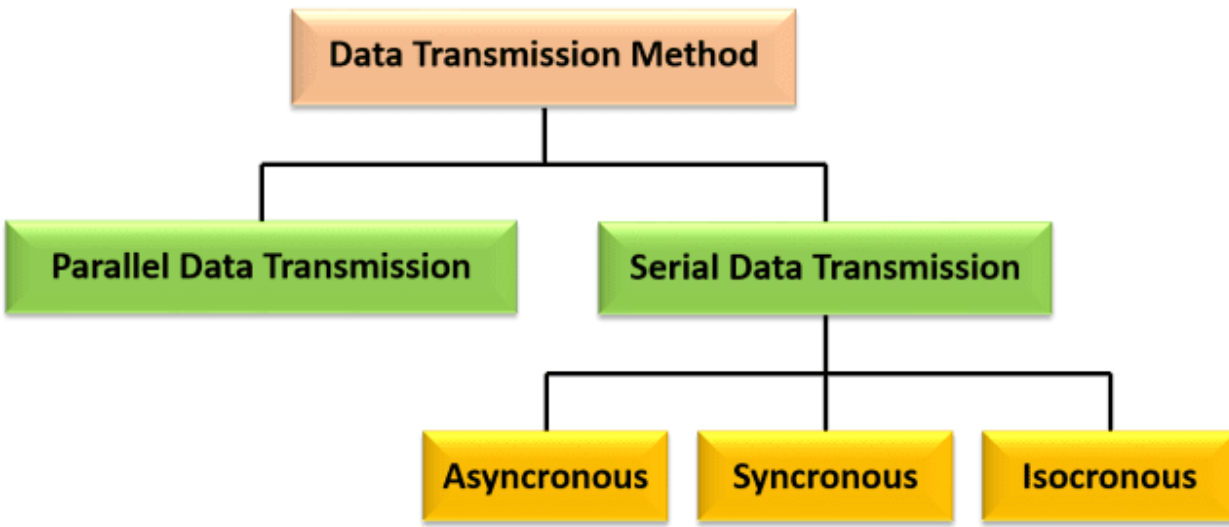 Data Transmission Method
Parallel Data Transmission
Serial Data Transmission
Asyncronous
Syncronous
Isocronous